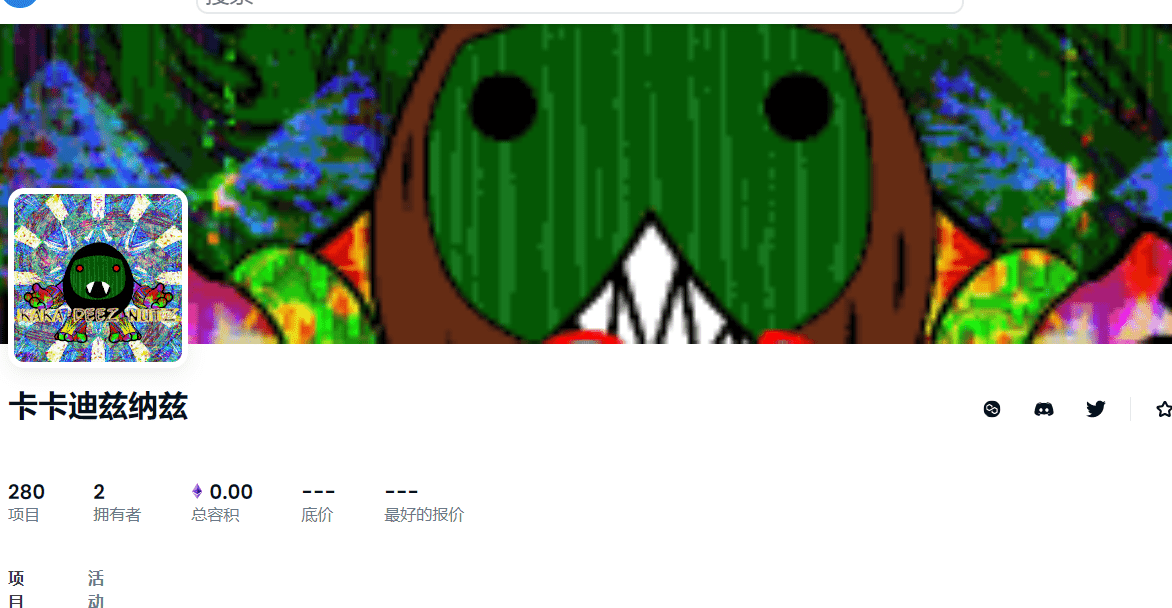 搜索
KAKA DEEZ NUTZ
卡卡迪兹纳兹
280 2 0.00 --- ---
项目 拥有者 总容积 底价 最好的报价
项目 活动